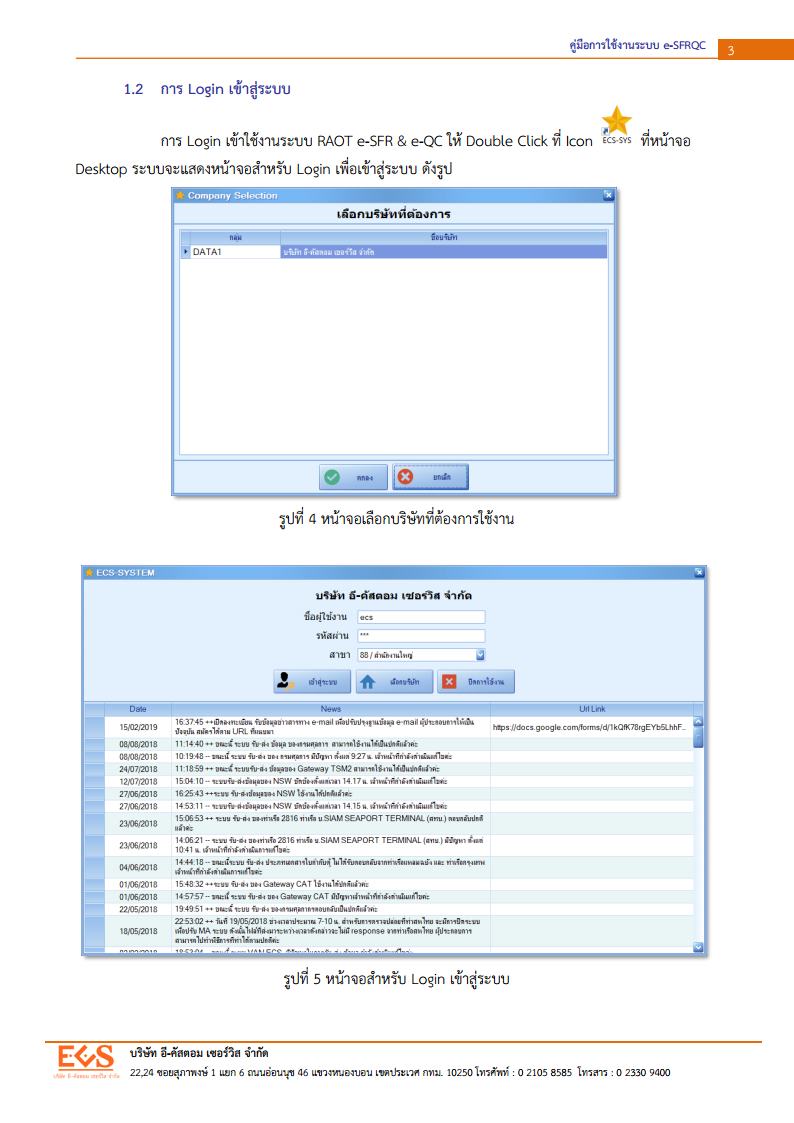 คู่มือการใช้งานระบบ e-SFRQC 3
1.2 การ Login เข้าสู่ระบบ
การ Login เข้าใช้งานระบบ RAOT e-SFR & e-QC ให้ Double Click ที่ Icon ECS-SYS ที่หน้าจอ
Desktop ระบบจะแสดงหน้าจอสำหรับ Login เพื่อเข้าสู่ระบบ ดังรูป
Company Selection
เลือกบริษัทที่ต้องการ
กลุ่ม ชื่อบริษัท
DATA1 บริษัท อี-คัสตอม เซอร์วิส จำกัด
ตกลง ยกเลิก
รูปที่ 4 หน้าจอเลือกบริษัทที่ต้องการใช้งาน
ECS-SYSTEM
บริษัท อี-คัสตอม เซอร์วิส จำกัด
ชื่อผู้ใช้งาน ecs
รหัสผ่าน ***
สาขา 88 / สำนักงานใหญ่
เข้าสู่ระบบ เลือกบริษัท ปิดการใช้งาน
Date News Url Link
15/02/2019 16:37:45 ++เปิดลงทะเบียน รับข้อมูลข่าวสารทาง e-mail เพื่อปรับปรุงฐานข้อมูล e-mail ผู้ประกอบการให้เป็น
ปัจจุบัน สมัครได้ตาม URL ที่แนบมา https://docs.google.com/forms/d/1kQfK78rgEYb5LhhF...
08/08/2018 11:14:40 ++ ขณะนี้ ระบบ รับ-ส่ง ข้อมูล ของกรมศุลการ สามารถใช้งานได้เป็นปกติแล้วค่ะ
08/08/2018 10:19:48 -- ขณะนี้ ระบบ รับ-ส่ง ของ กรมศุลการ มีปัญหา ตั้งแต่ 9:27 น. เจ้าหน้าที่กำลังดำเนินแก้ไขค่ะ
24/07/2018 11:18:59 ++ ขณะนี้ ระบบรับ-ส่ง ข้อมูลของ Gateway TSM2 สามารถใช้งานได้เป็นปกติแล้วค่ะ
12/07/2018 15:04:10 -- ระบบรับ-ส่งข้อมูลของ NSW ขัดข้องตั้งแต่เวลา 14.17 น. เจ้าหน้าที่กำลังดำเนินแก้ไขค่ะ
27/06/2018 16:25:43 ++ระบบ รับ-ส่งข้อมูลของ NSW ใช้งานได้ปกติแล้วค่ะ
27/06/2018 14:53:11 -- ระบบรับ-ส่งข้อมูลของ NSW ขัดข้องตั้งแต่เวลา 14.15 น. เจ้าหน้าที่กำลังดำเนินแก้ไขค่ะ
23/06/2018 15:06:53 ++ ระบบ รับ-ส่ง ของท่าเรือ 2816 ท่าเรือ บ.SIAM SEAPORT TERMINAL (สทบ.) ตอบกลับปกติ
แล้วค่ะ
23/06/2018 14:06:21 -- ระบบ รับ-ส่ง ของท่าเรือ 2816 ท่าเรือ บ.SIAM SEAPORT TERMINAL (สทบ.) มีปัญหา ตั้งแต่
10:41 น. เจ้าหน้าที่กำลังดำเนินการแก้ไขค่ะ
04/06/2018 14:44:18 -- ขณะนี้ระบบ รับ-ส่ง ประเภทเอกสารใบกำกับตู้ ไม่ได้รับตอบกลับจากท่าเรือแหลมฉบัง และ ท่าเรือกรุงเทพ
เจ้าหน้าที่กำลังดำเนินการแก้ไขค่ะ
01/06/2018 15:48:32 ++ระบบ รับ-ส่ง ของ Gateway CAT ใช้งานได้ปกติแล้วค่ะ
01/06/2018 14:57:57 -- ขณะนี้ ระบบ รับ-ส่ง ของ Gateway CAT มีปัญหาเจ้าหน้าที่กำลังดำเนินแก้ไขค่ะ
22/05/2018 19:49:51 ++ ขณะนี้ ระบบ รับ-ส่ง ของกรมศุลกากรตอบกลับเป็นปกติแล้วค่ะ
18/05/2018 22:53:02 ++ วันที่ 19/05/2018 ช่วงเวลาประมาณ 7-10 น. สำหรับการตรวจปล่อยที่ท่าสหไทย จะมีการปิดระบบ
เพื่อปรับ MA ระบบ ดังนั้นไฟล์ที่ส่งมาระหว่างเวลาดังกล่าวจะไม่มี response จากท่าเรือสหไทย ผู้ประกอบการ
สามารถไปทำพิธีการที่ท่าได้ตามปกติค่ะ
รูปที่ 5 หน้าจอสำหรับ Login เข้าสู่ระบบ
ECS
บริษัท อี-คัสตอม เซอร์วิส จำกัด
บริษัท อี-คัสตอม เซอร์วิส จำกัด
22,24 ซอยสุภาพงษ์ 1 แยก 6 ถนนอ่อนนุช 46 แขวงหนองบอน เขตประเวศ กทม. 10250 โทรศัพท์ : 0 2105 8585 โทรสาร : 0 2330 9400